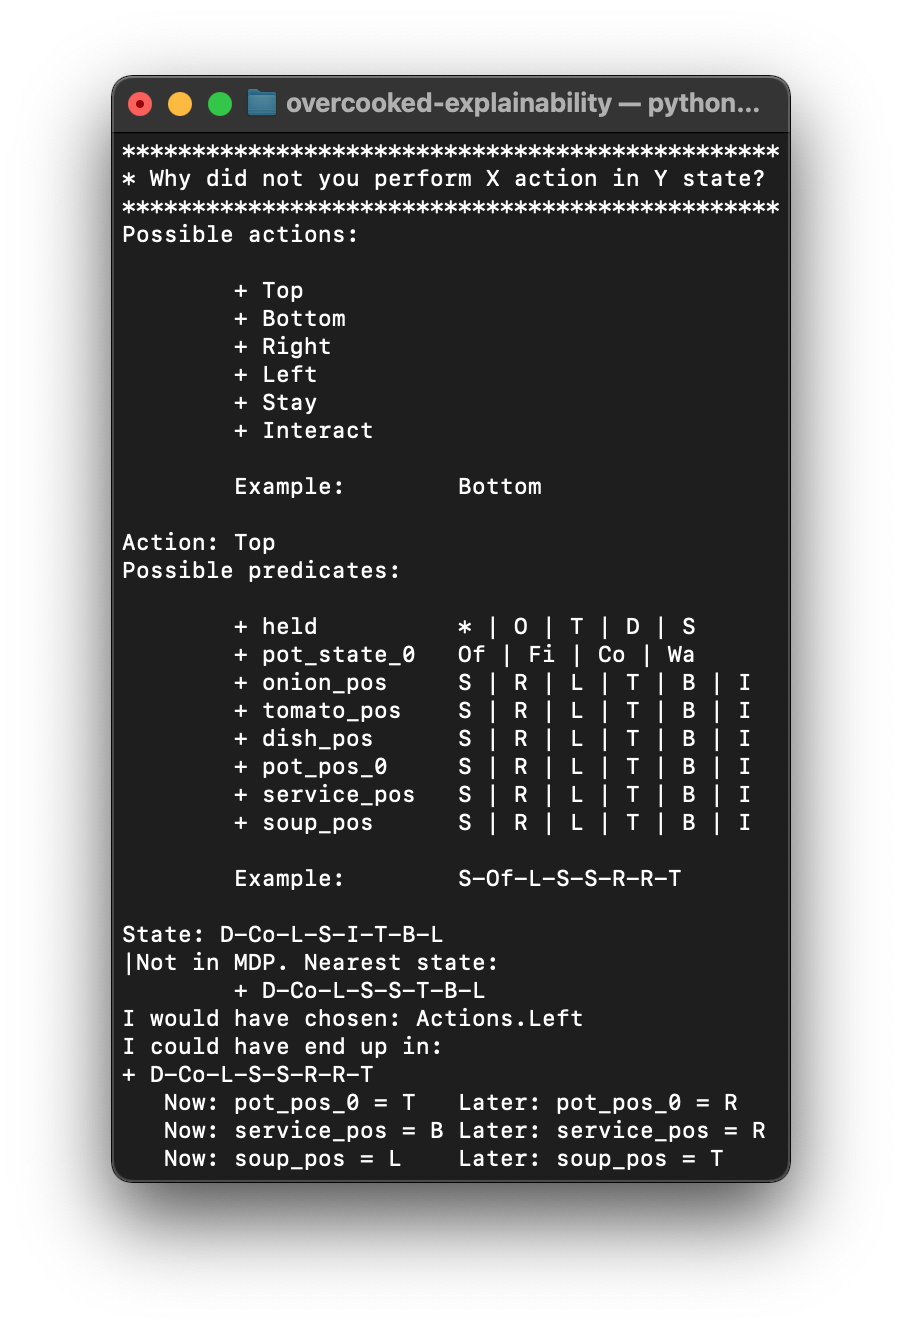 overcooked-explainability — python...
***********************************************
* Why did not you perform X action in Y state?
***********************************************
Possible actions:
+ Top
+ Bottom
+ Right
+ Left
+ Stay
+ Interact
Example: Bottom
Action: Top
Possible predicates:
+ held * | O | T | D | S
+ pot_state_0 Of | Fi | Co | Wa
+ onion_pos S | R | L | T | B | I
+ tomato_pos S | R | L | T | B | I
+ dish_pos S | R | L | T | B | I
+ pot_pos_0 S | R | L | T | B | I
+ service_pos S | R | L | T | B | I
+ soup_pos S | R | L | T | B | I
Example: S-Of-L-S-S-R-R-T
State: D-Co-L-S-I-T-B-L
|Not in MDP. Nearest state:
+ D-Co-L-S-S-T-B-L
I would have chosen: Actions.Left
I could have end up in:
+ D-Co-L-S-S-R-R-T
Now: pot_pos_0 = T Later: pot_pos_0 = R
Now: service_pos = B Later: service_pos = R
Now: soup_pos = L Later: soup_pos = T